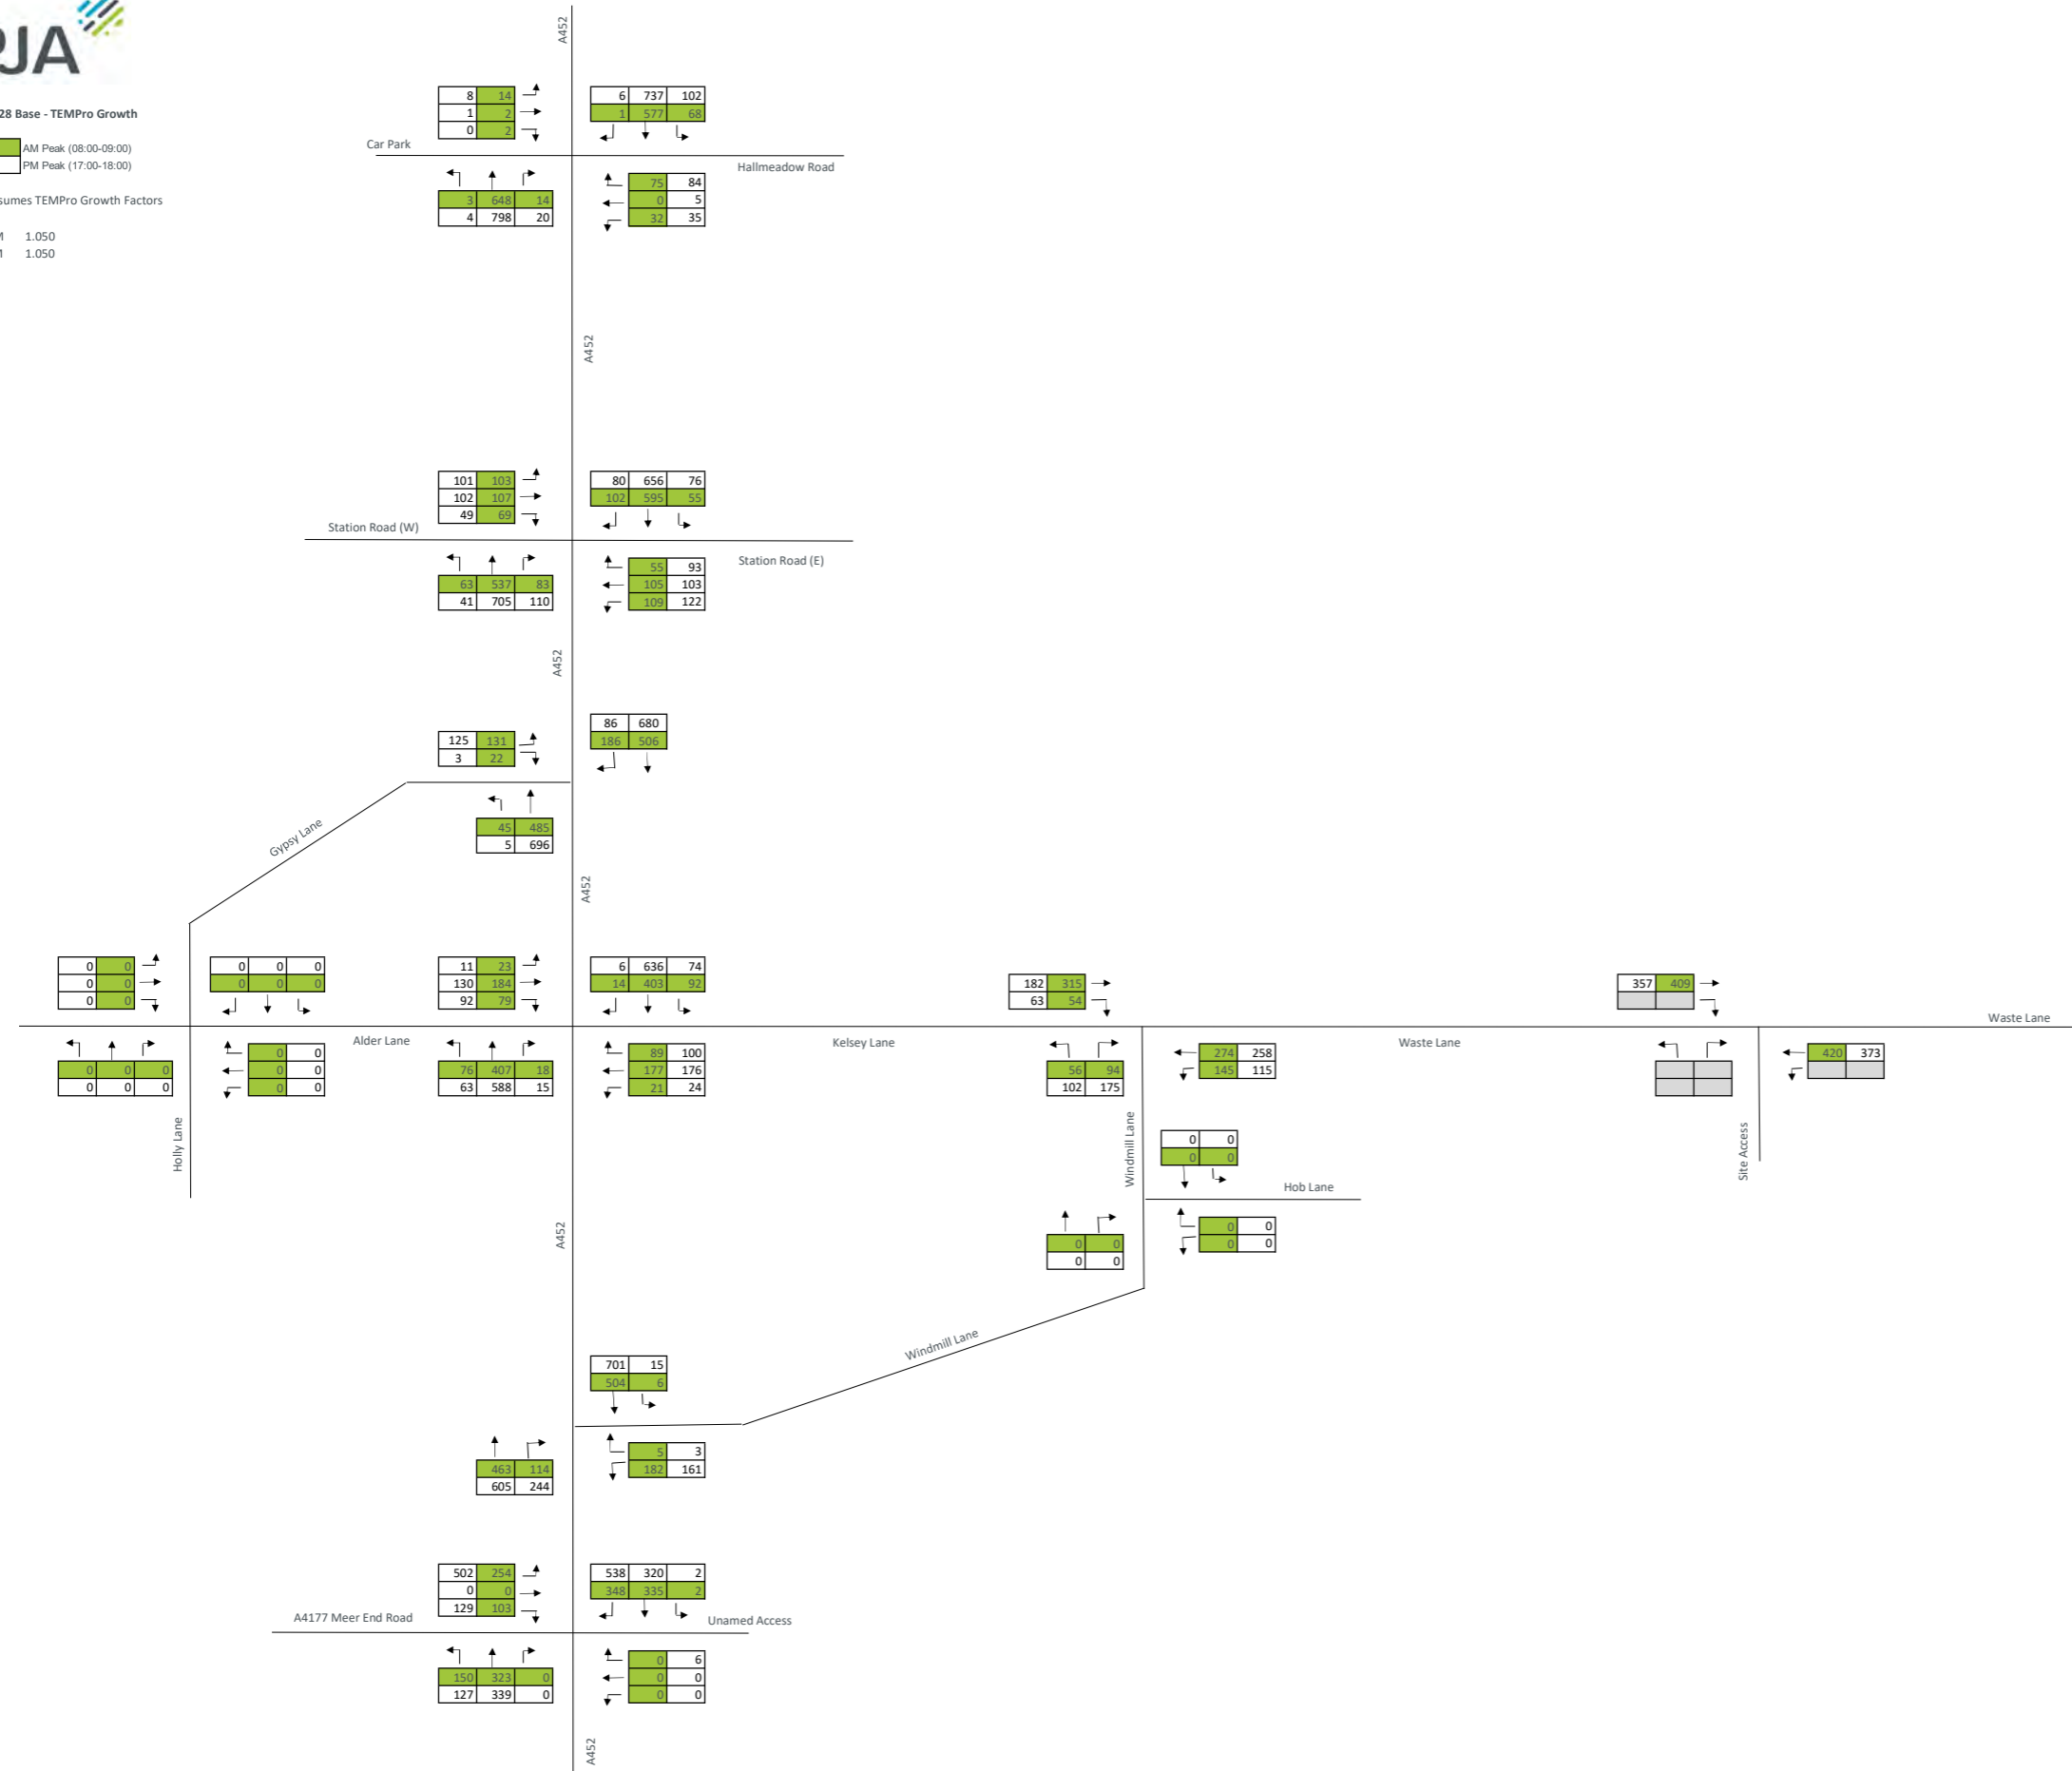 JA
28 Base - TEMPro Growth
AM Peak (08:00-09:00)
PM Peak (17:00-18:00)
sumes TEMPro Growth Factors
1.050
1.050
A452
8 14
1 2
0 2
6 737 102
1 577 68
Car Park
Hallmeadow Road
3 648 14
4 798 20
75 84
0 5
32 35
A452
101 103
102 107
49 69
80 656 76
102 595 55
Station Road (W)
Station Road (E)
63 537 83
41 705 110
55 93
105 103
109 122
A452
125 131
3 22
86 680
186 506
45 485
5 696
Gypsy Lane
A452
0 0
0 0
0 0
0 0 0
0 0 0
11 23
130 184
92 79
6 636 74
14 403 92
182 315
63 54
357 409
Waste Lane
Alder Lane
Kelsey Lane
Waste Lane
0 0 0
0 0 0
0 0
0 0
0 0
76 407 18
63 588 15
89 100
177 176
21 24
56 94
102 175
274 258
145 115
420 373
Holly Lane
Windmill Lane
Site Access
0 0
0 0
Hob Lane
A452
0 0
0 0
0 0
0 0
Windmill Lane
701 15
504 6
463 114
605 244
5 3
182 161
502 254
0 0
129 103
538 320 2
348 335 2
A4177 Meer End Road
Unamed Access
150 323 0
127 339 0
0 6
0 0
0 0
A452